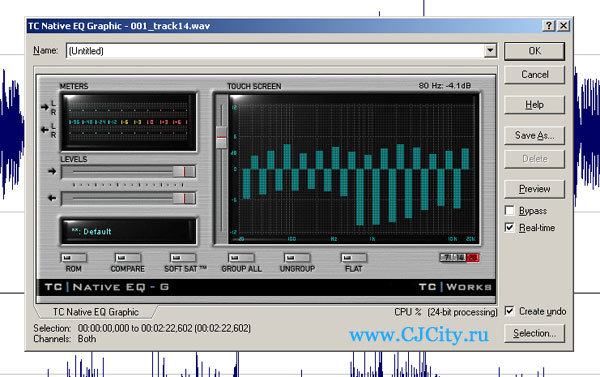 TC Native EQ Graphic - 001_track14.wav
Name: (Untitled)
OK
Cancel
Help
Save As...
Delete
Preview
Bypass
Real-time
METERS
TOUCH SCREEN 80 Hz: -4.1dB
L
R
L
R
LEVELS
**: Default
12
6
0
-6
-12
20 100 Hz 1k 10k 20k
ROM COMPARE SOFT SAT™ GROUP ALL UNGROUP FLAT 7 14 28
TC | NATIVE EQ - G TC | WORKS
TC Native EQ Graphic CPU % (24-bit processing)
Create undo
Selection: 00:00:00,000 to 00:02:22,602 (00:02:22,602)
Channels: Both
www.CJCity.ru
Selection...